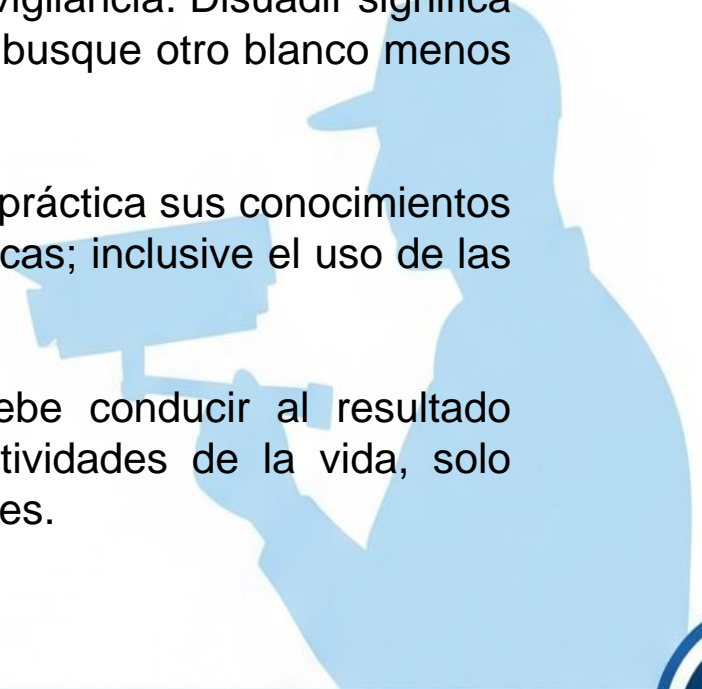 vigilancia. Disuadir significa
busque otro blanco menos
práctica sus conocimientos
cas; inclusive el uso de las
ebe conducir al resultado
tividades de la vida, solo
es.